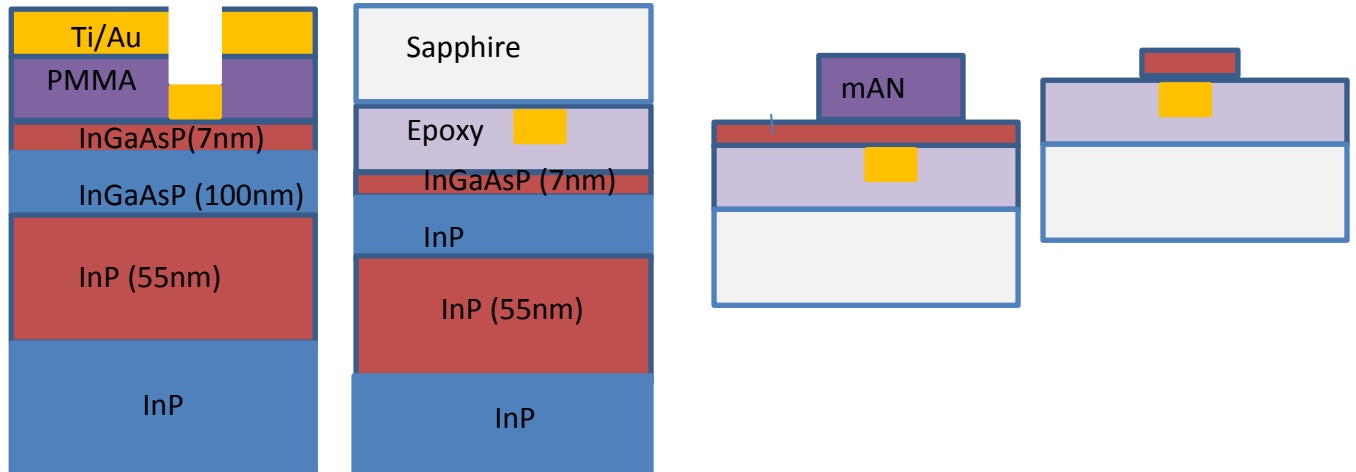 Ti/Au
PMMA
InGaAsP(7nm)
InGaAsP (100nm)
InP (55nm)
InP
Sapphire
Epoxy
InGaAsP (7nm)
InP
InP (55nm)
InP
mAN